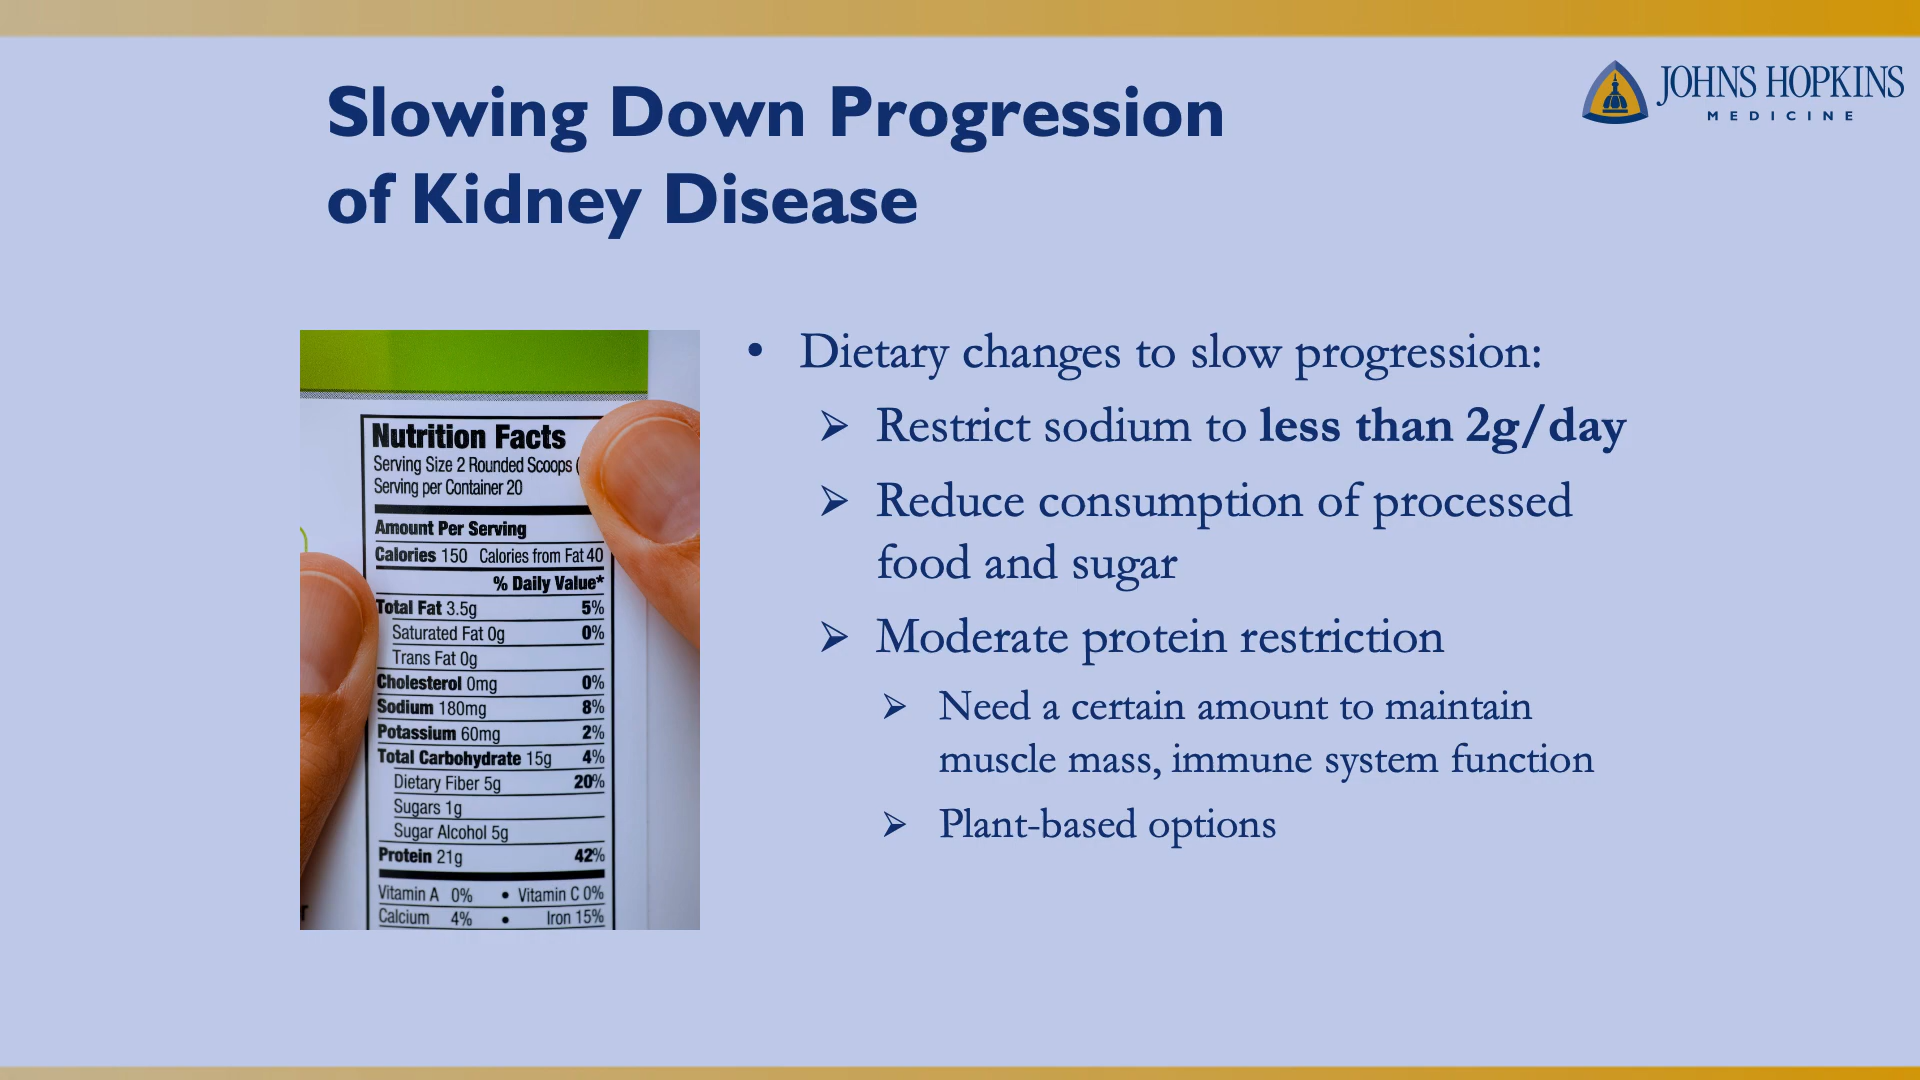 Slowing Down Progression
of Kidney Disease
JOHNS HOPKINS
MEDICINE
• Dietary changes to slow progression:
➢ Restrict sodium to less than 2g/day
➢ Reduce consumption of processed
food and sugar
➢ Moderate protein restriction
➢ Need a certain amount to maintain
muscle mass, immune system function
➢ Plant-based options
Nutrition Facts
Serving Size 2 Rounded Scoops (
Serving per Container 20
Amount Per Serving
Calories 150 Calories from Fat 40
% Daily Value*
Total Fat 3.5g 5%
Saturated Fat 0g 0%
Trans Fat 0g
Cholesterol 0mg 0%
Sodium 180mg 8%
Potassium 60mg 2%
Total Carbohydrate 15g 4%
Dietary Fiber 5g 20%
Sugars 1g
Sugar Alcohol 5g
Protein 21g 42%
Vitamin A 0% • Vitamin C 0%
Calcium 4% • Iron 15%